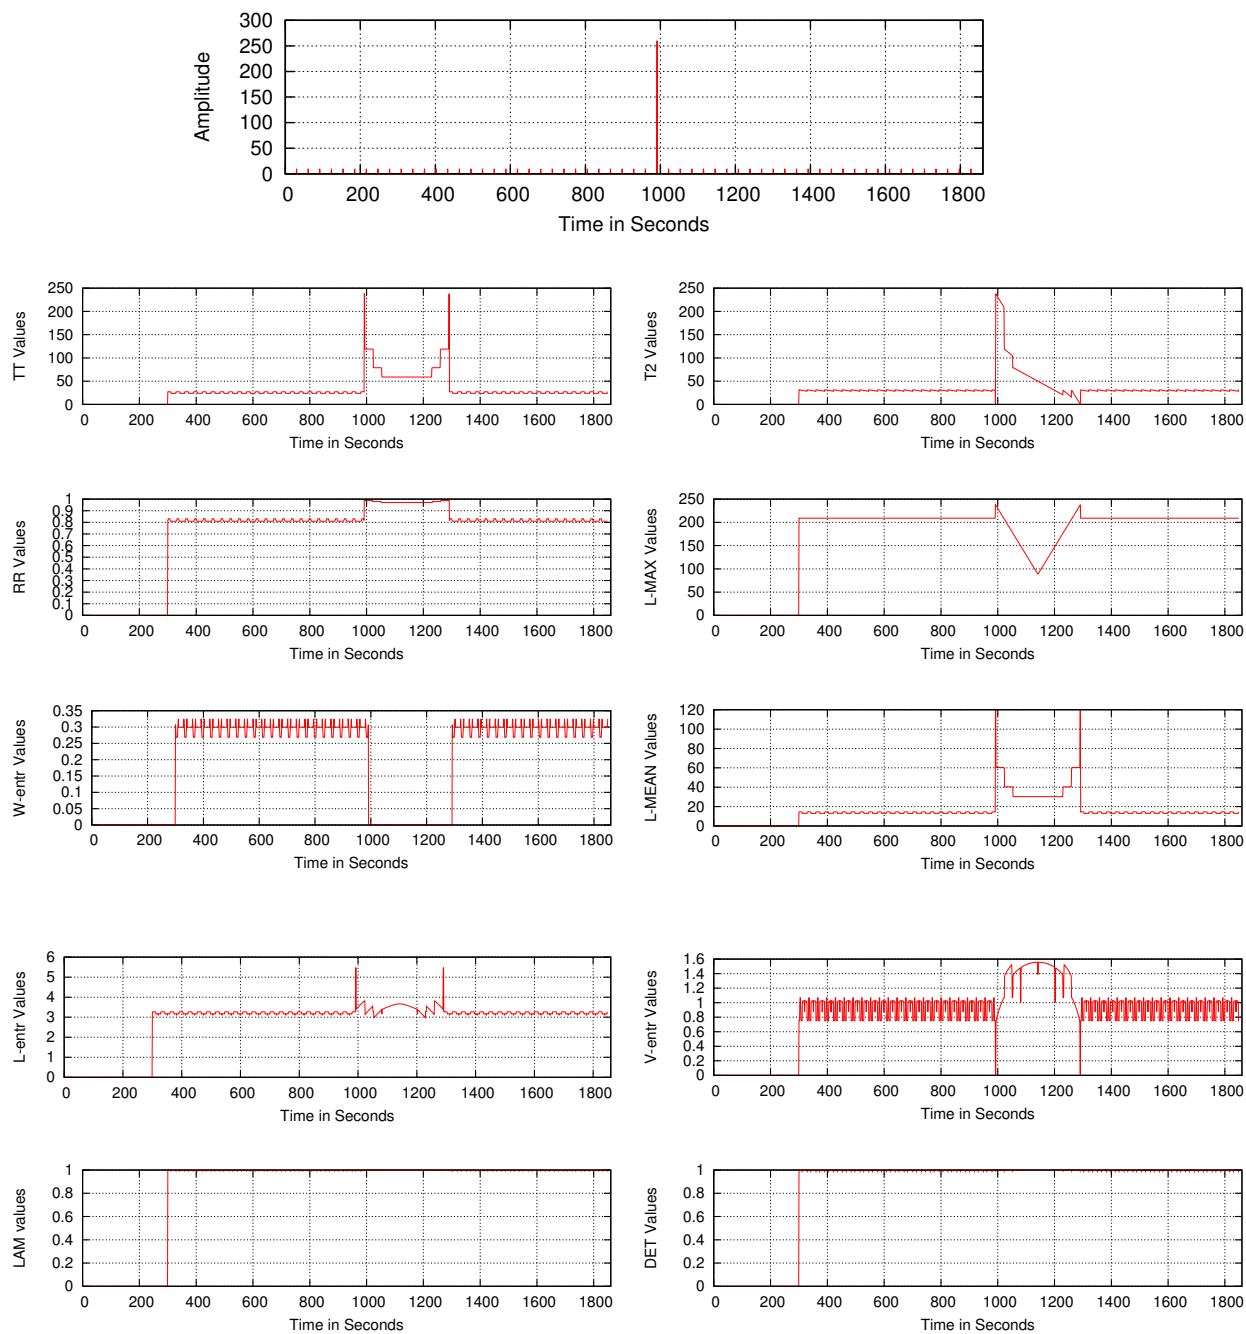 Amplitude
300
250
200
150
100
50
0
0 200 400 600 800 1000 1200 1400 1600 1800
Time in Seconds
TT Values
250
200
150
100
50
0
0 200 400 600 800 1000 1200 1400 1600 1800
Time in Seconds
T2 Values
250
200
150
100
50
0
0 200 400 600 800 1000 1200 1400 1600 1800
Time in Seconds
RR Values
1
0.9
0.8
0.7
0.6
0.5
0.4
0.3
0.2
0.1
0
0 200 400 600 800 1000 1200 1400 1600 1800
Time in Seconds
L-MAX Values
250
200
150
100
50
0
0 200 400 600 800 1000 1200 1400 1600 1800
Time in Seconds
W-entr Values
0.35
0.3
0.25
0.2
0.15
0.1
0.05
0
0 200 400 600 800 1000 1200 1400 1600 1800
Time in Seconds
L-MEAN Values
120
100
80
60
40
20
0
0 200 400 600 800 1000 1200 1400 1600 1800
Time in Seconds
L-entr Values
6
5
4
3
2
1
0
0 200 400 600 800 1000 1200 1400 1600 1800
Time in Seconds
V-entr Values
1.6
1.4
1.2
1
0.8
0.6
0.4
0.2
0
0 200 400 600 800 1000 1200 1400 1600 1800
Time in Seconds
LAM values
1
0.8
0.6
0.4
0.2
0
0 200 400 600 800 1000 1200 1400 1600 1800
Time in Seconds
DET Values
1
0.8
0.6
0.4
0.2
0
0 200 400 600 800 1000 1200 1400 1600 1800
Time in Seconds